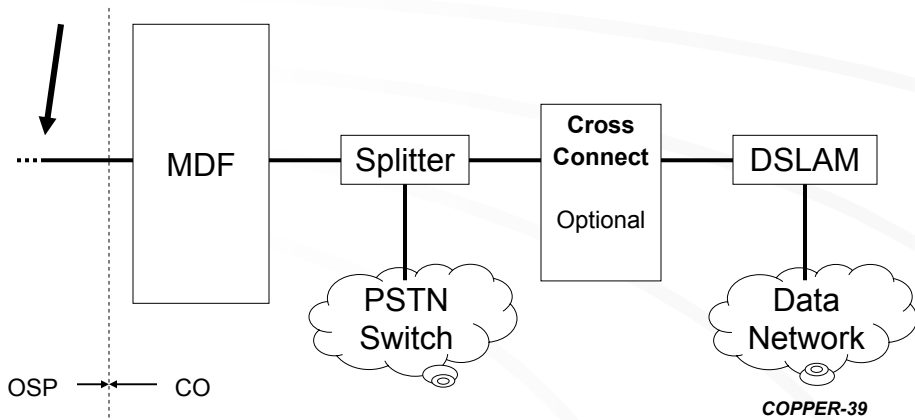 MDF
Splitter
Cross
Connect
Optional
DSLAM
PSTN
Switch
Data
Network
OSP
CO
COPPER-39